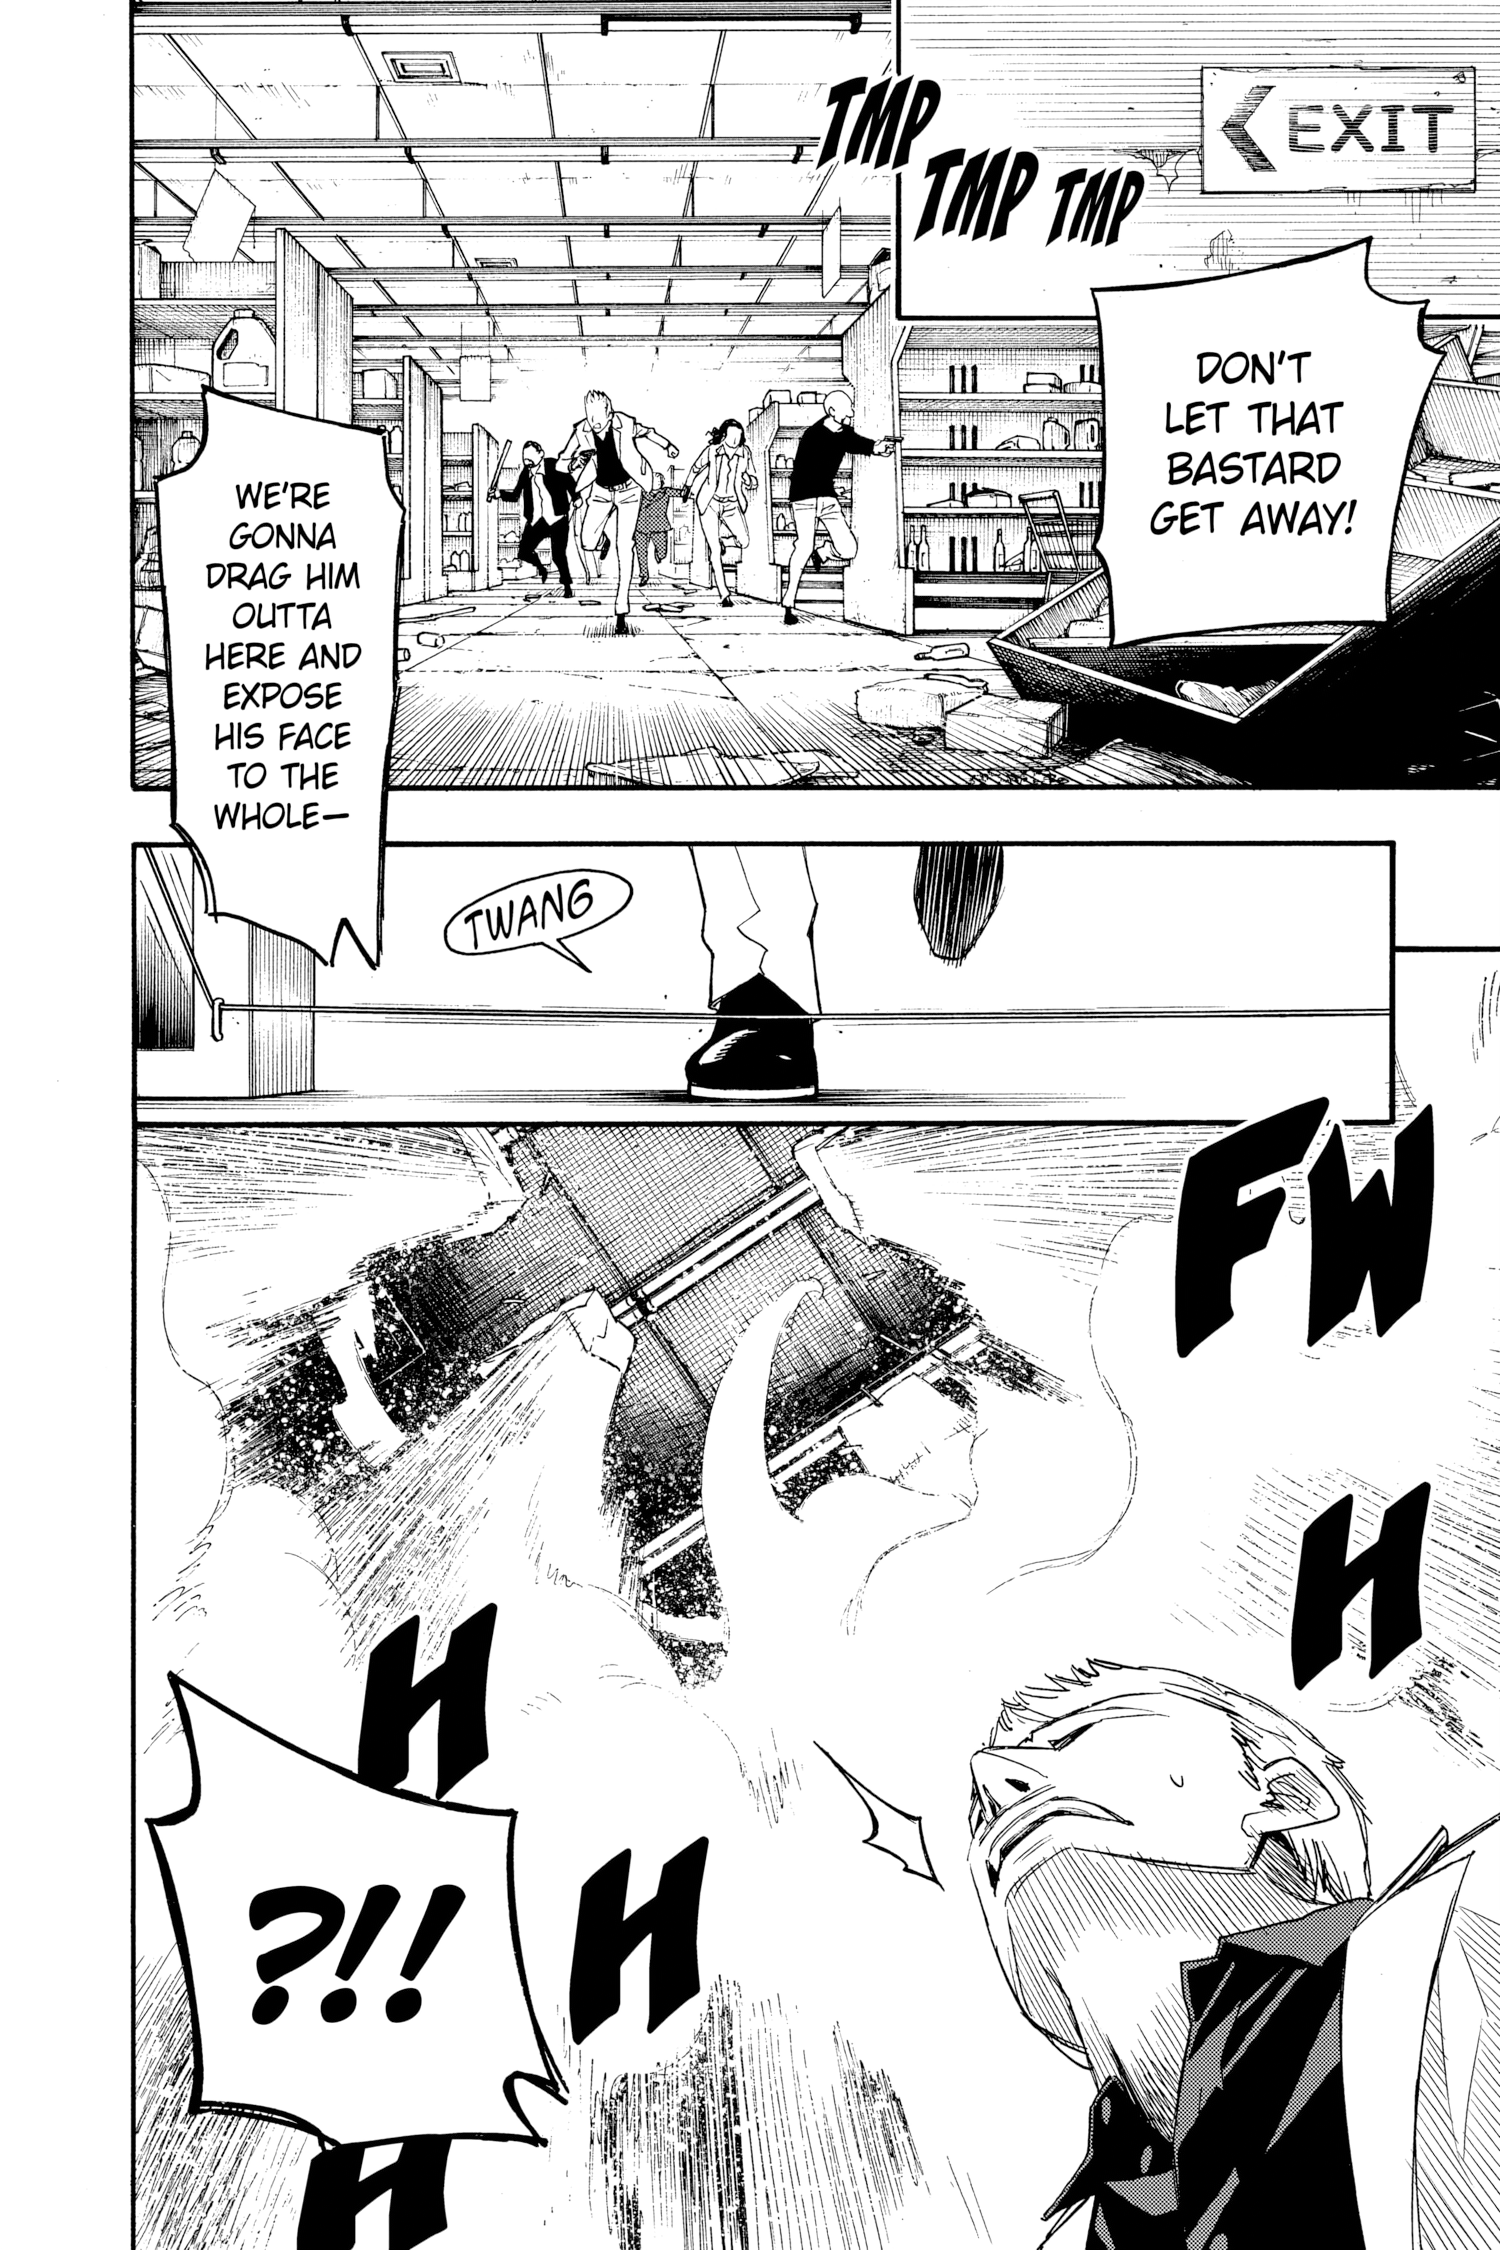 EXIT
TMP
TMP
TMP
DON'T
LET THAT
BASTARD
GET AWAY!
WE'RE
GONNA
DRAG HIM
OUTTA
HERE AND
EXPOSE
HIS FACE
TO THE
WHOLE—
TWANG
FW
H
H
H
H
?!!